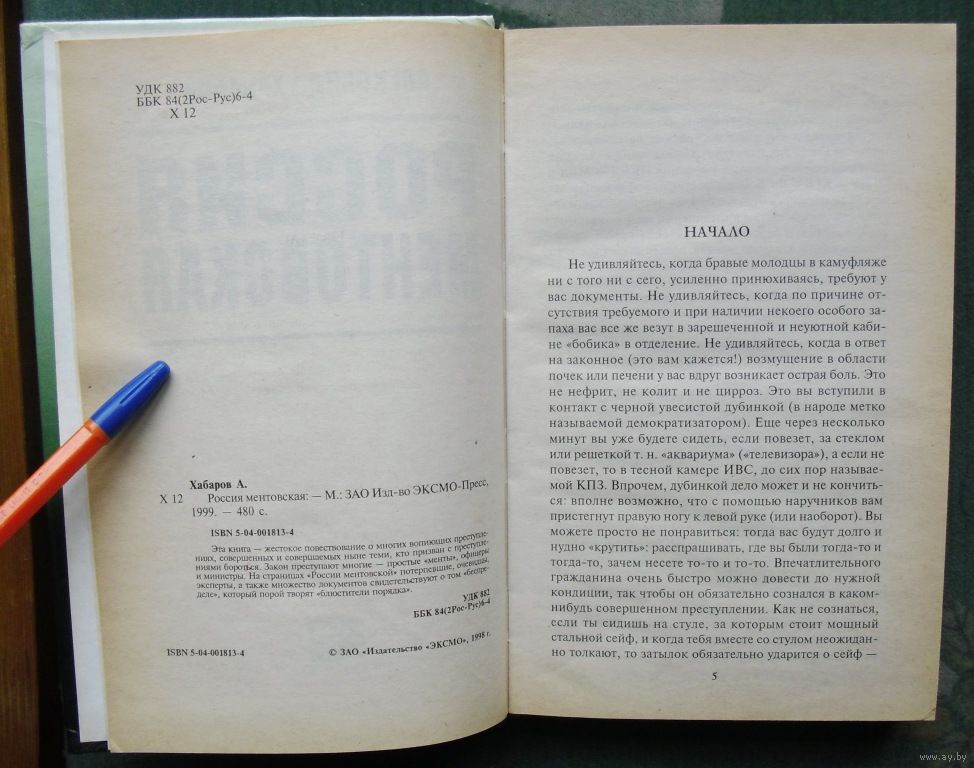 УДК 882
ББК 84(2Рос-Рус)6-4
Х 12
Хабаров А.
Х 12 Россия ментовская: — М.: ЗАО Изд-во ЭКСМО-Пресс,
1999. — 480 с.
ISBN 5-04-001813-4
Эта книга — жестокое повествование о многих вопиющих преступле-
ниях, совершенных и совершаемых ныне теми, кто призван с преступле-
ниями бороться. Закон преступают многие — простые «менты», офицеры
и министры. На страницах «России ментовской» потерпевшие, очевидцы,
эксперты, а также множество документов свидетельствуют о том «беспре-
деле», который порой творят «блюстители порядка».
УДК 882
ББК 84(2Рос-Рус)6-4
ISBN 5-04-001813-4
© ЗАО «Издательство «ЭКСМО», 1998 г.
НАЧАЛО
Не удивляйтесь, когда бравые молодцы в камуфляже
ни с того ни с сего, усиленно принюхиваясь, требуют у
вас документы. Не удивляйтесь, когда по причине от-
сутствия требуемого и при наличии некоего особого за-
паха вас все же везут в зарешеченной и неуютной каби-
не «бобика» в отделение. Не удивляйтесь, когда в ответ
на законное (это вам кажется!) возмущение в области
почек или печени у вас вдруг возникает острая боль. Это
не нефрит, не колит и не цирроз. Это вы вступили в
контакт с черной увесистой дубинкой (в народе метко
называемой демократизатором). Еще через несколько
минут вы уже будете сидеть, если повезет, за стеклом
или решеткой т. н. «аквариума» («телевизора»), а если не
повезет, то в тесной камере ИВС, до сих пор называе-
мой КПЗ. Впрочем, дубинкой дело может и не кончить-
ся: вполне возможно, что с помощью наручников вам
пристегнут правую ногу к левой руке (или наоборот). Вы
можете просто не понравиться: тогда вас будут долго и
нудно «крутить»: расспрашивать, где вы были тогда-то и
тогда-то, зачем несете то-то и то-то. Впечатлительного
гражданина очень быстро можно довести до нужной
кондиции, так чтобы он обязательно сознался в каком-
нибудь совершенном преступлении. Как не сознаться,
если ты сидишь на стуле, за которым стоит мощный
стальной сейф, и когда тебя вместе со стулом неожидан-
но толкают, то затылок обязательно ударится о сейф —
5
www.ay.by